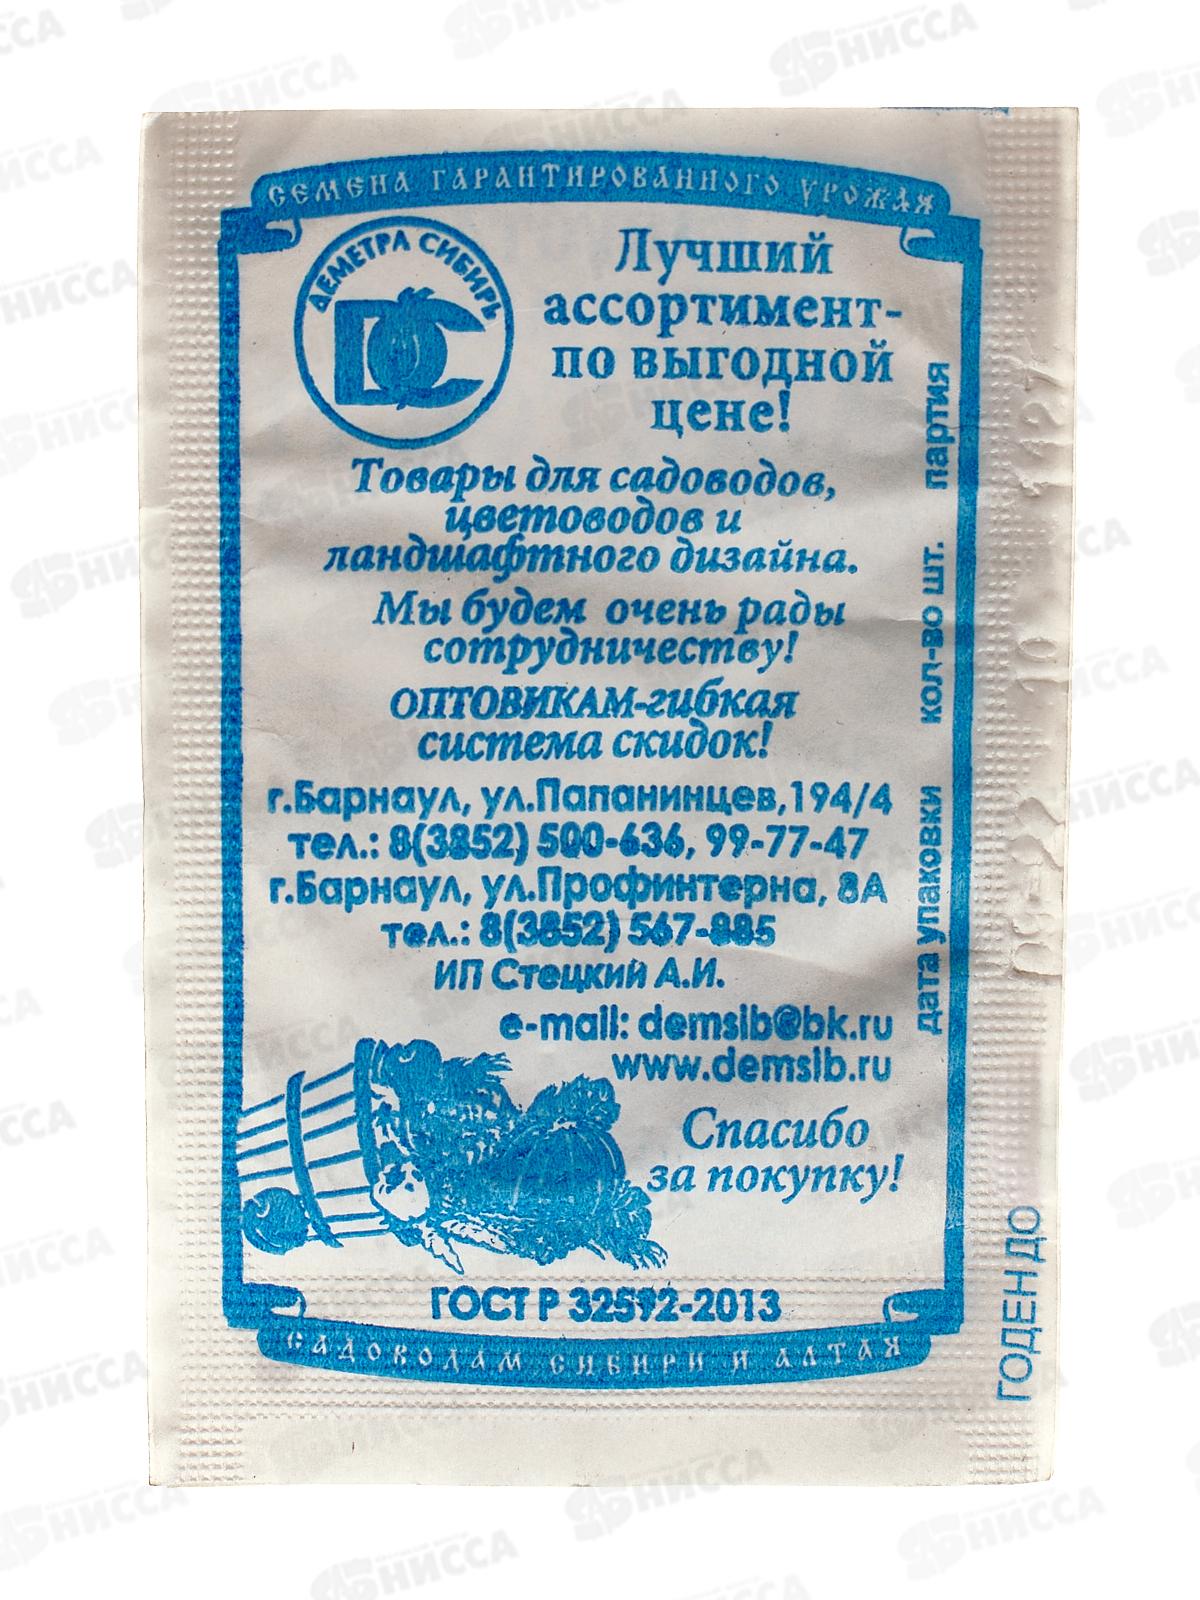 СЕМЕНА ГАРАНТИРОВАННОГО УРОЖАЯ
ДЕМЕТРА СИБИРЬ
DC
Лучший
ассортимент-
по выгодной
цене!
Товары для садоводов,
цветоводов и
ландшафтного дизайна.
Мы будем очень рады
сотрудничеству!
ОПТОВИКАМ-гибкая
система скидок!
г.Барнаул, ул.Папанинцев,194/4
тел.: 8(3852) 500-636, 99-77-47
г.Барнаул, ул.Профинтерна, 8А
тел.: 8(3852) 567-885
ИП Стецкий А.И.
e-mail: demsib@bk.ru
www.demsib.ru
Спасибо
за покупку!
ГОСТ Р 32592-2013
САДОВОДАМ СИБИРИ И АЛТАЯ
дата упаковки кол-во шт. партия
ГОДЕН ДО
НИССА